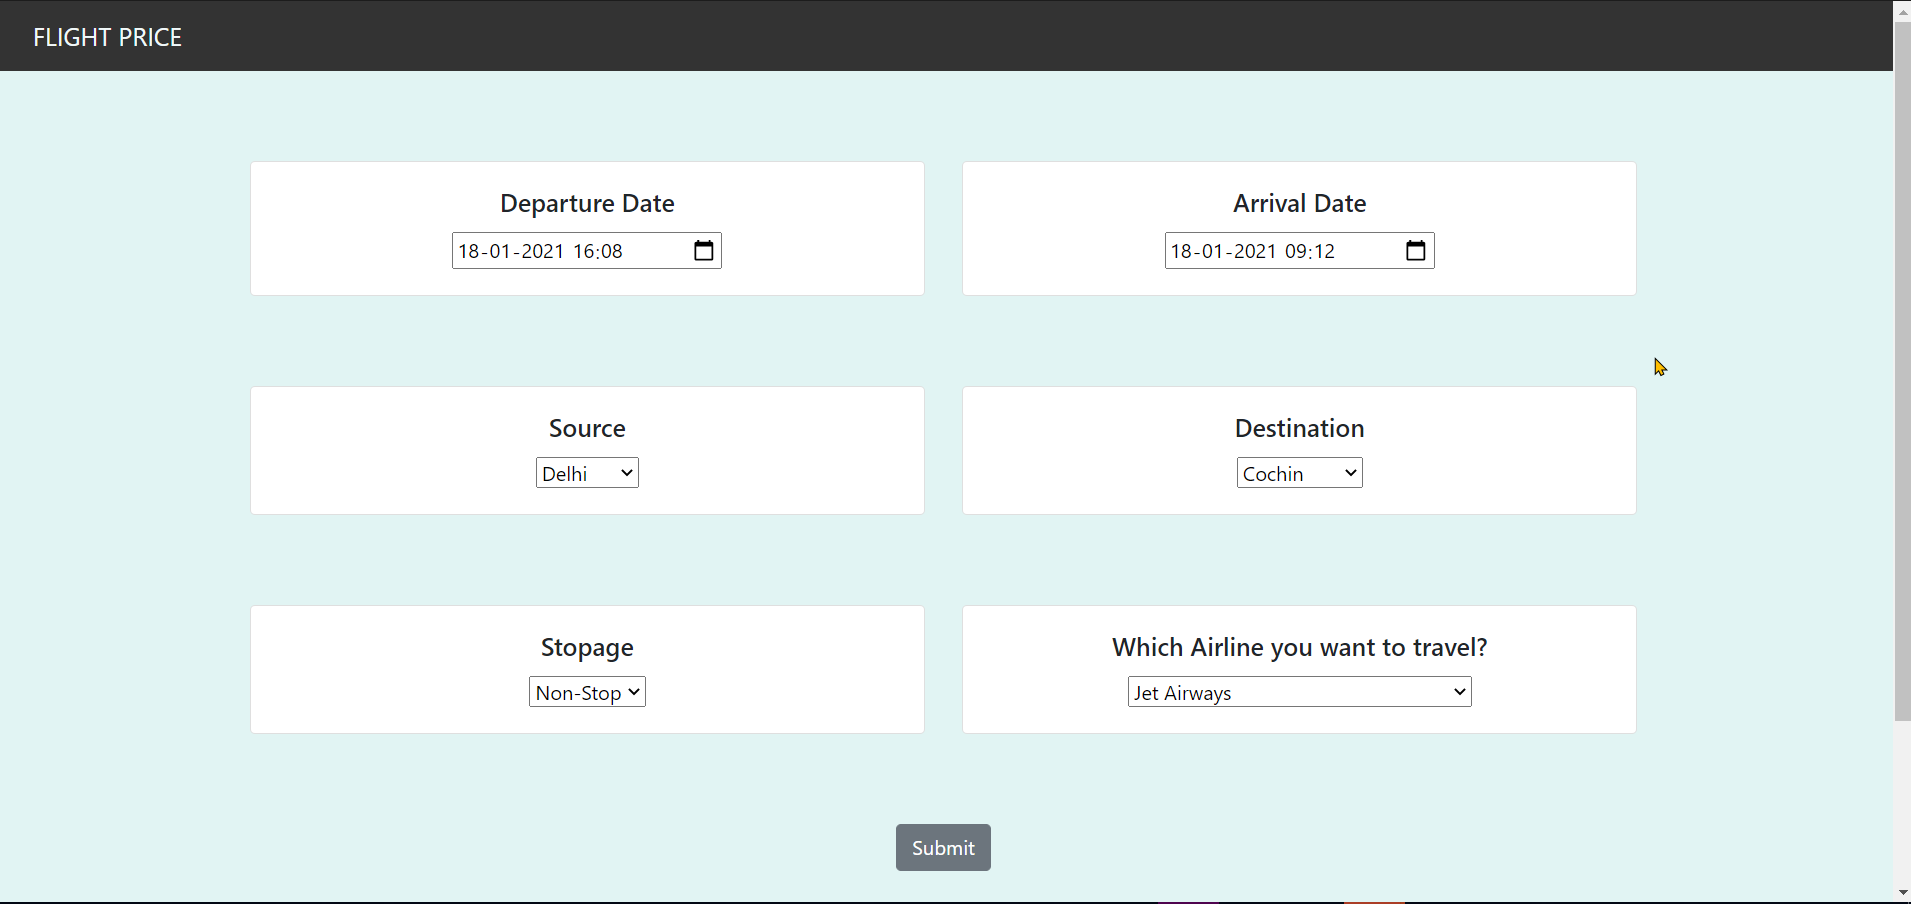 FLIGHT PRICE
Departure Date
18-01-2021 16:08
Arrival Date
18-01-2021 09:12
Source
Delhi
Destination
Cochin
Stopage
Non-Stop
Which Airline you want to travel?
Jet Airways
Submit